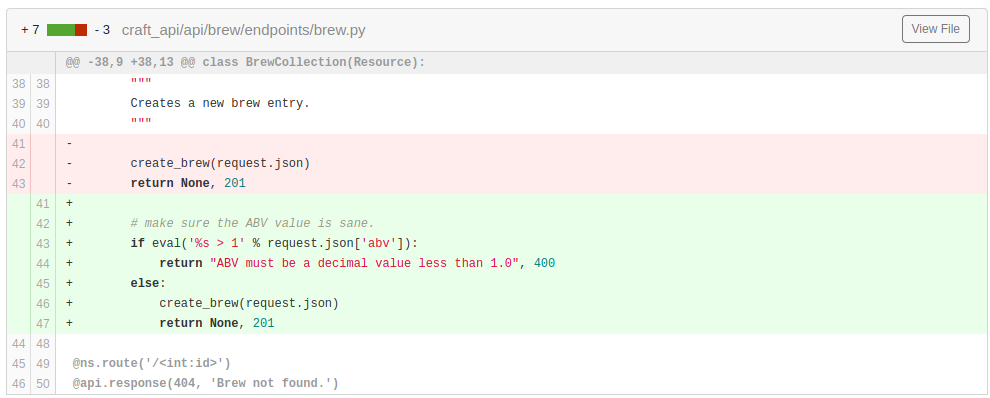 + 7 - 3 craft_api/api/brew/endpoints/brew.py View File
@@ -38,9 +38,13 @@ class BrewCollection(Resource):
38 38 """
39 39 Creates a new brew entry.
40 40 """
41 -
42 - create_brew(request.json)
43 - return None, 201
41 +
42 + # make sure the ABV value is sane.
43 + if eval('%s > 1' % request.json['abv']):
44 + return "ABV must be a decimal value less than 1.0", 400
45 + else:
46 + create_brew(request.json)
47 + return None, 201
44 48
45 49 @ns.route('/<int:id>')
46 50 @api.response(404, 'Brew not found.')